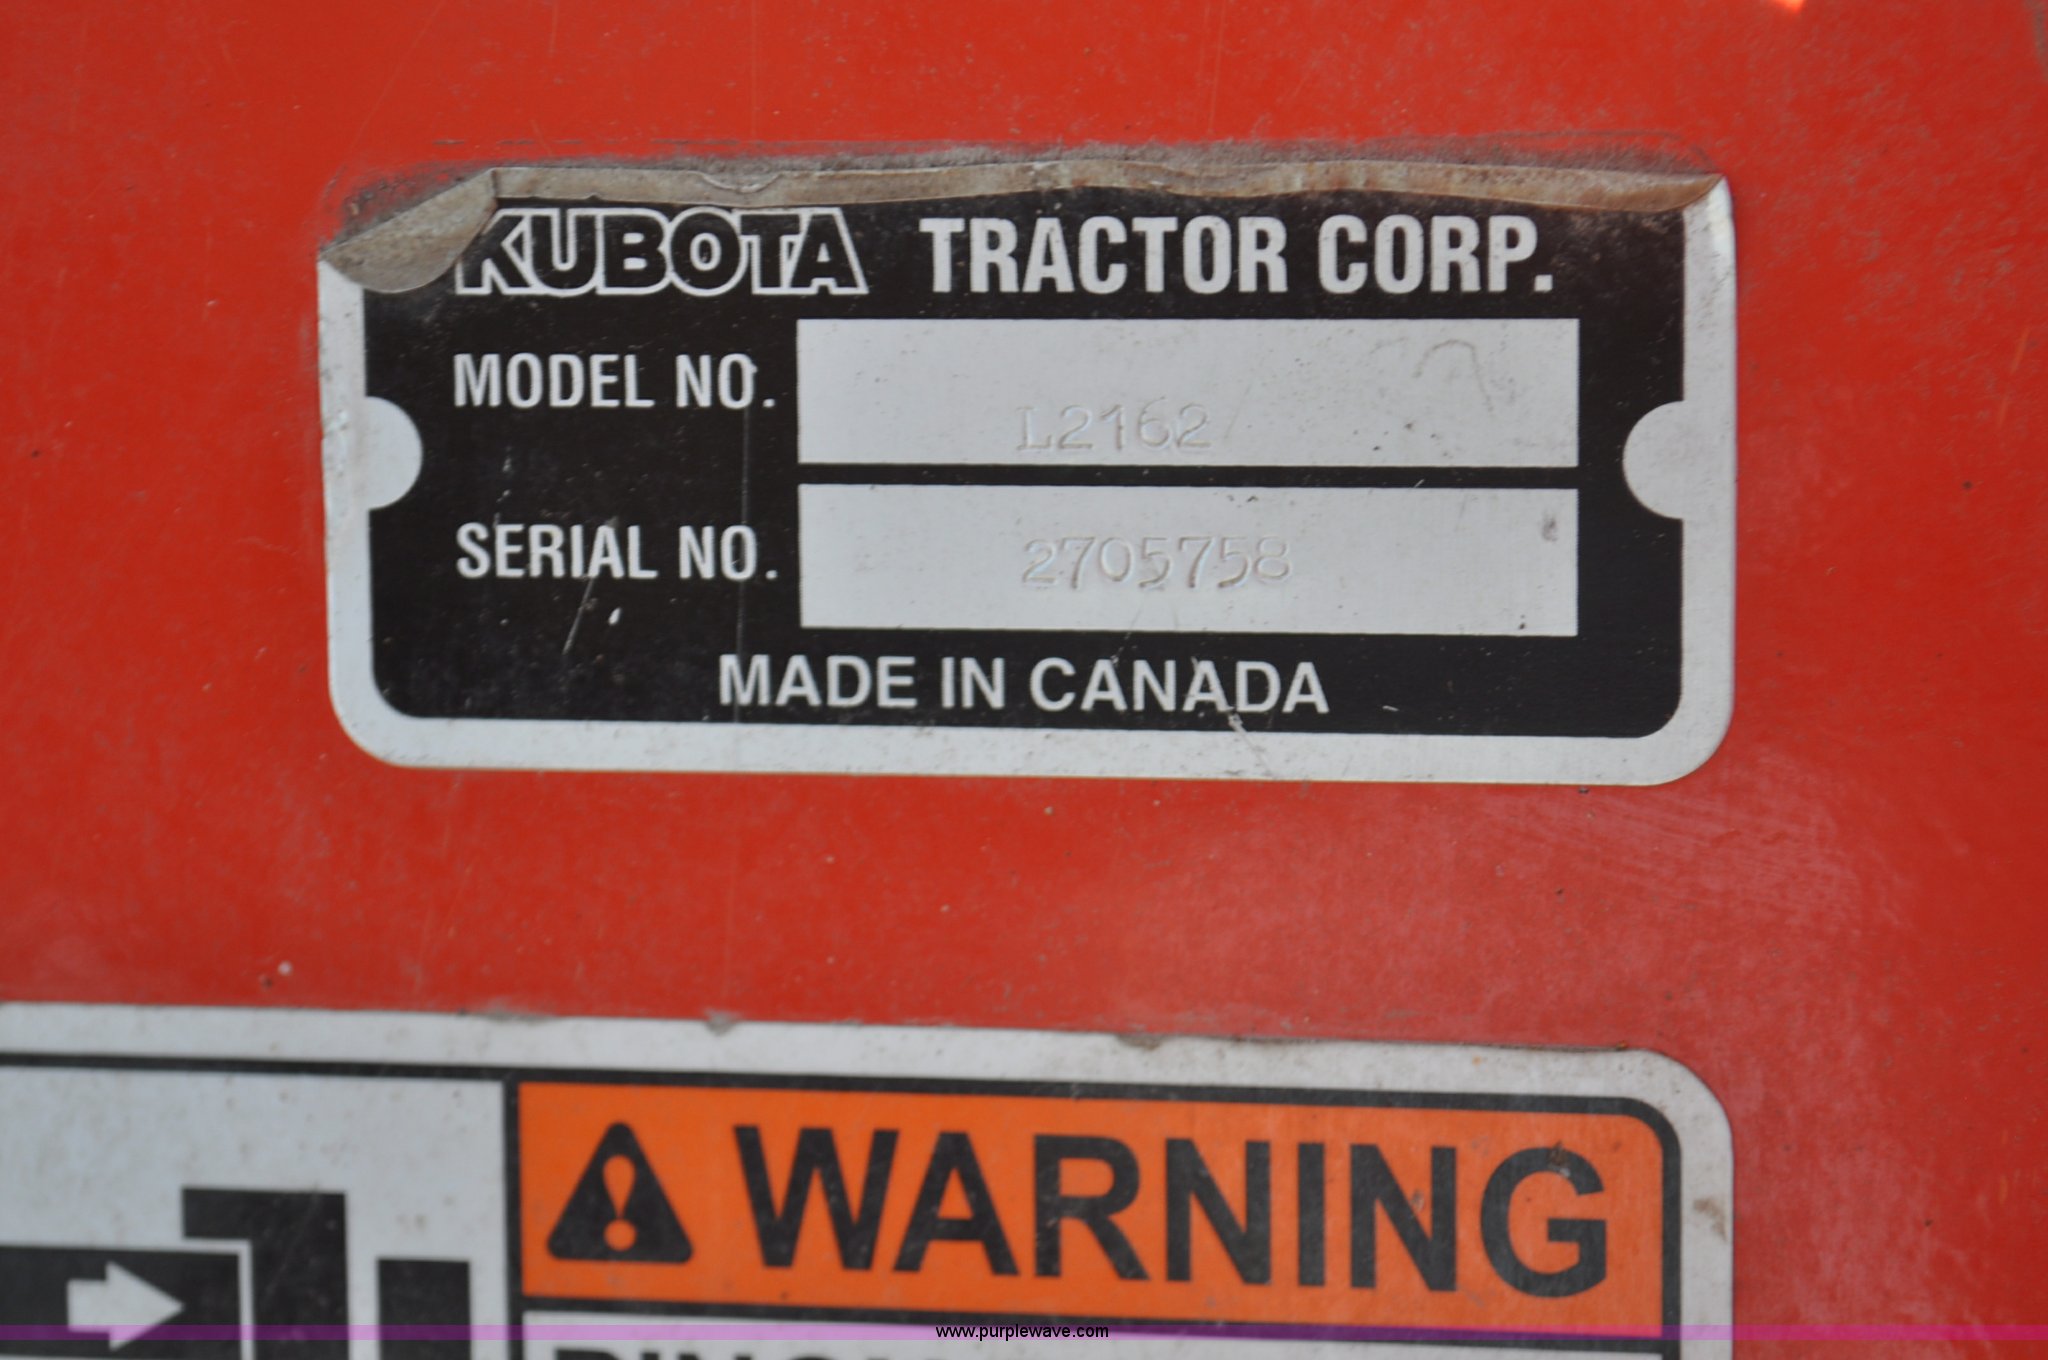 KUBOTA TRACTOR CORP.
MODEL NO. L2162
SERIAL NO. 2705758
MADE IN CANADA
WARNING
www.purplewave.com